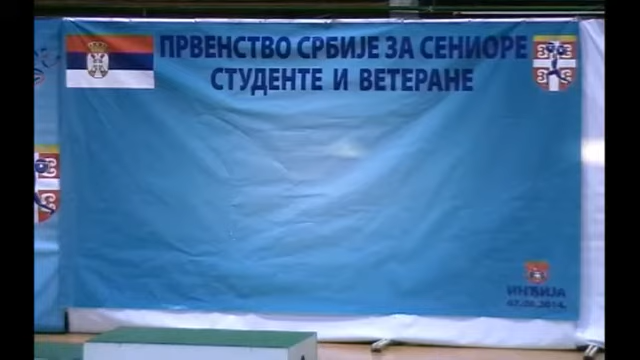 ПРВЕНСТВО СРБИЈЕ ЗА СЕНИОРЕ
СТУДЕНТЕ И ВЕТЕРАНЕ
ИНЂИЈА